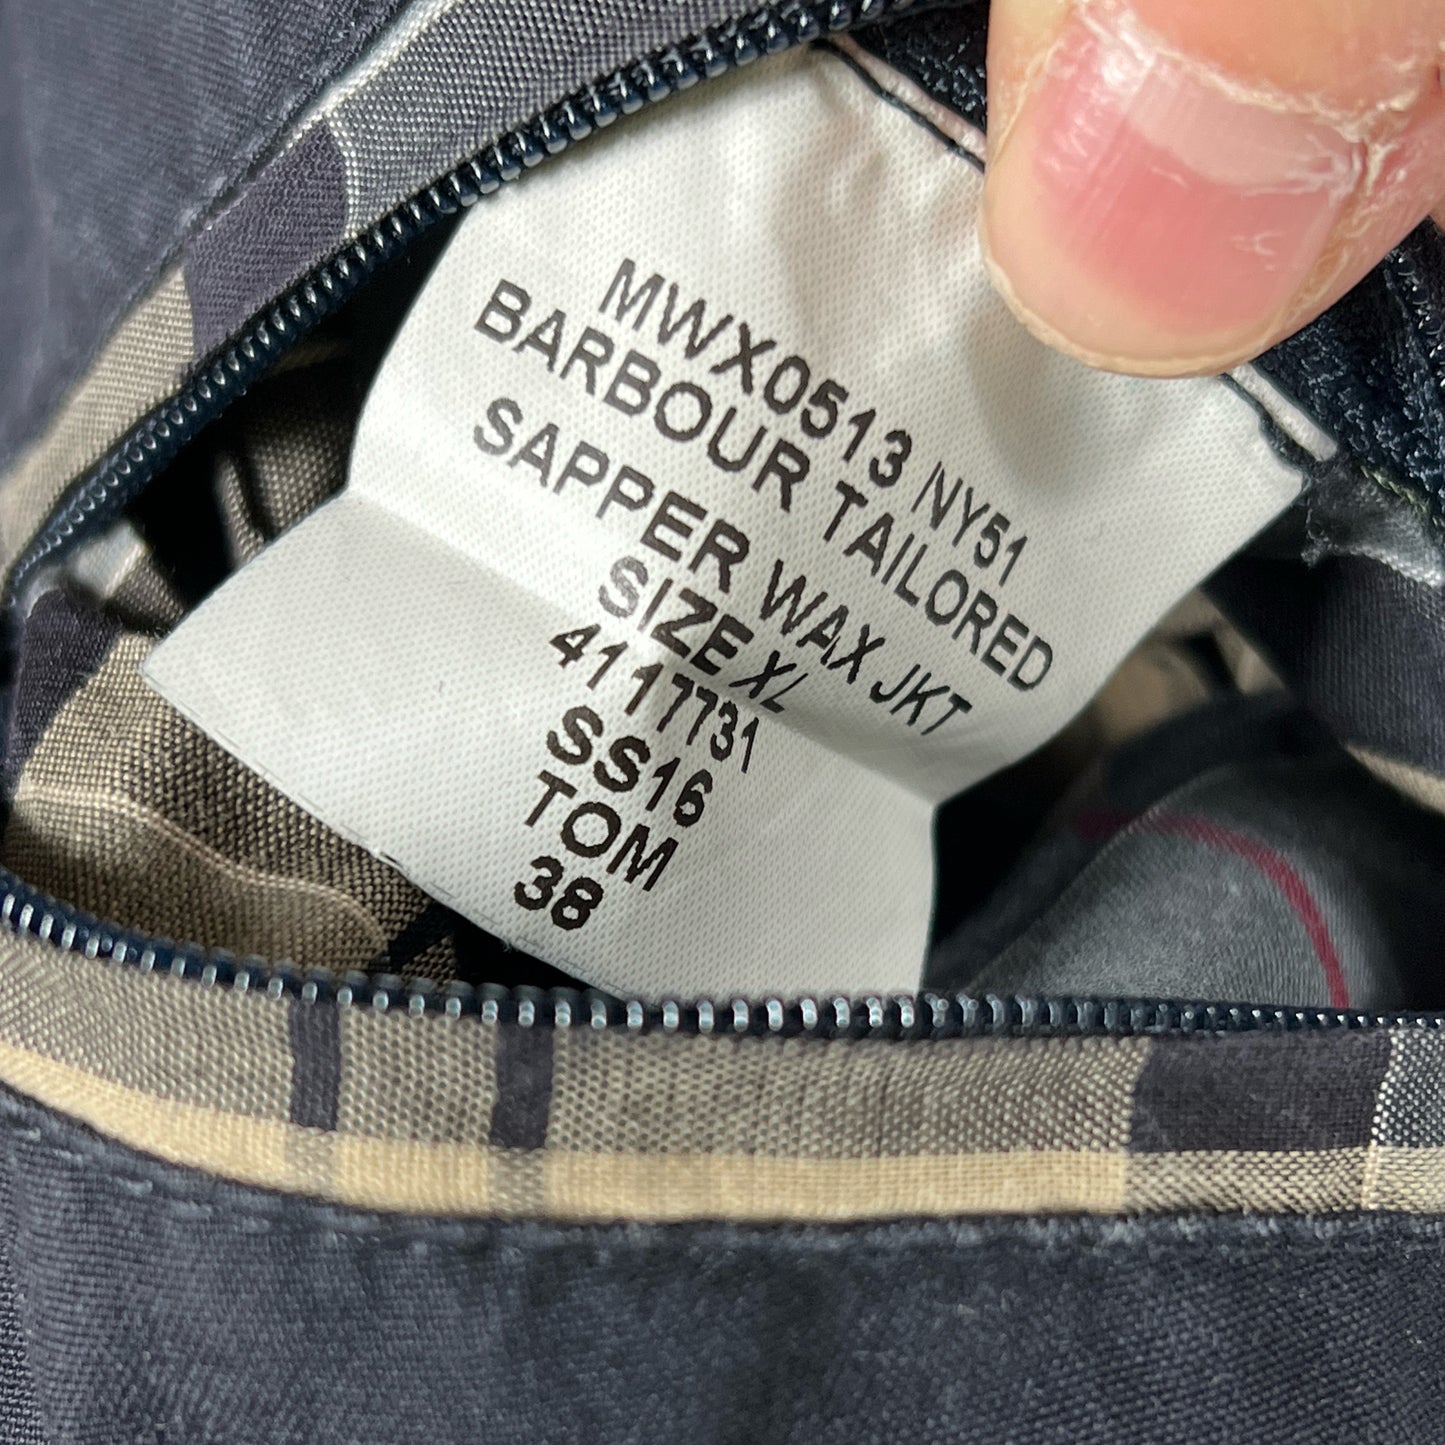 MWX0513 NY51
BARBOUR TAILORED
SAPPER WAX JKT
SIZE XL
4117731
SS16
TOM
38